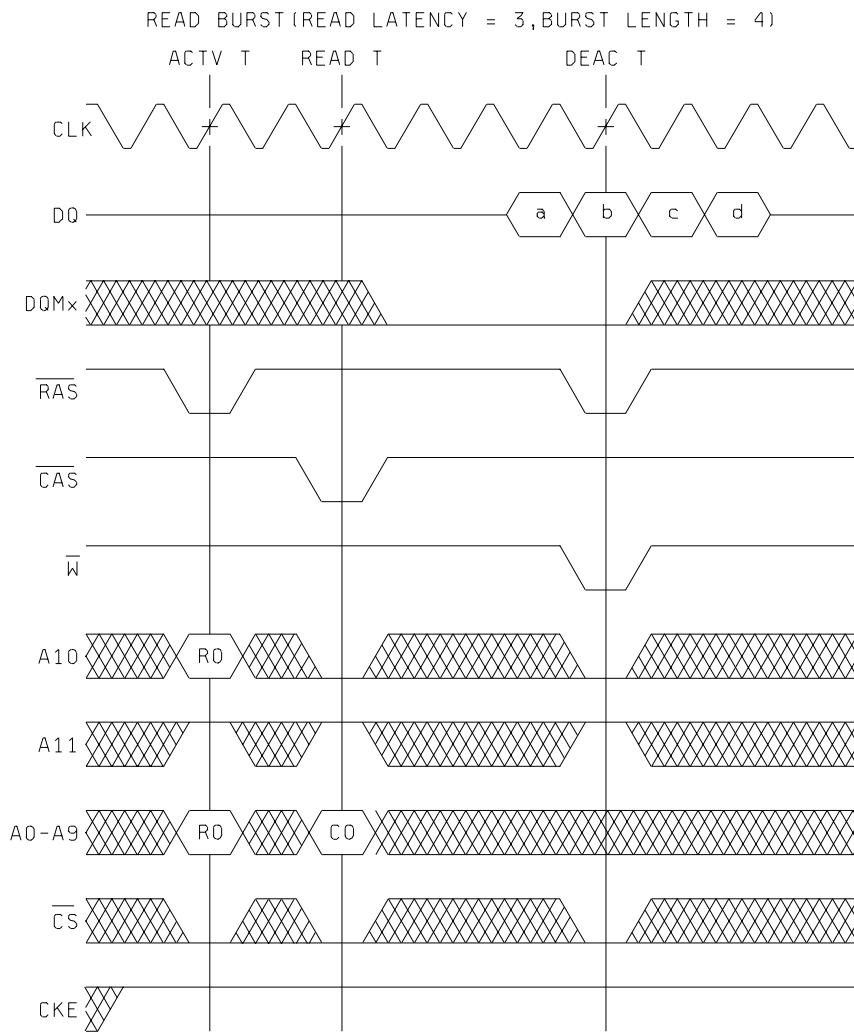 READ BURST(READ LATENCY = 3,BURST LENGTH = 4)
ACTV T READ T DEAC T
CLK
DQ a b c d
DQMx
RAS
CAS
W
A10 R0
A11
A0-A9 R0 C0
CS
CKE